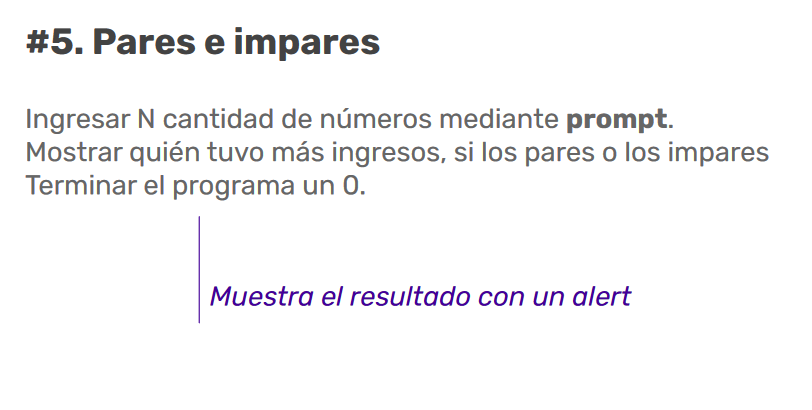 #5. Pares e impares
Ingresar N cantidad de números mediante prompt.
Mostrar quién tuvo más ingresos, si los pares o los impares
Terminar el programa un 0.
Muestra el resultado con un alert